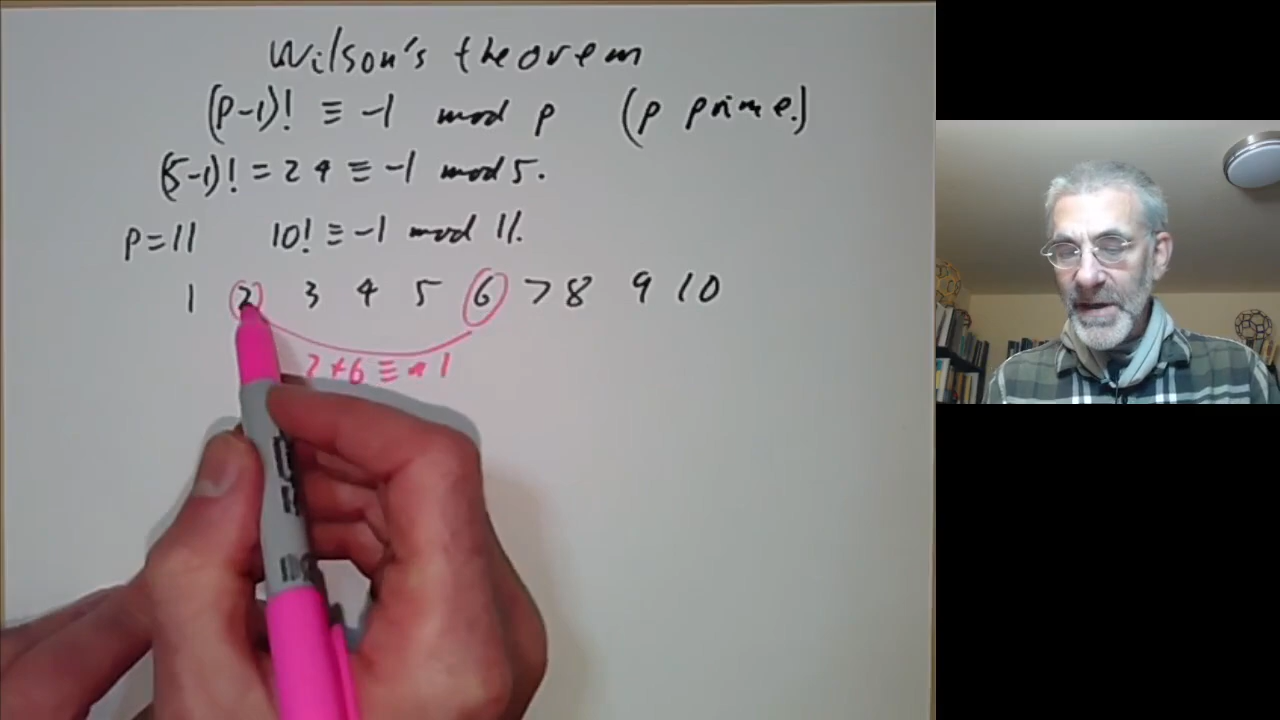 Wilson's theorem
(p-1)! ≡ -1 mod p (p prime.)
(5-1)! = 24 ≡ -1 mod 5.
p=11 10! ≡ -1 mod 11.
1 2 3 4 5 6 7 8 9 10
2×6 ≡ 1